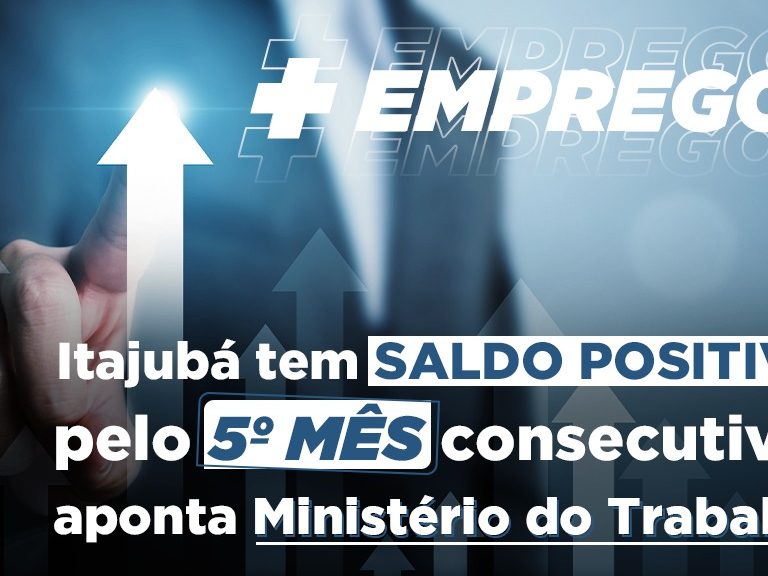 + EMPREGO
Itajubá tem SALDO POSITIV
pelo 5º MÊS consecutiv
aponta Ministério do Trabal